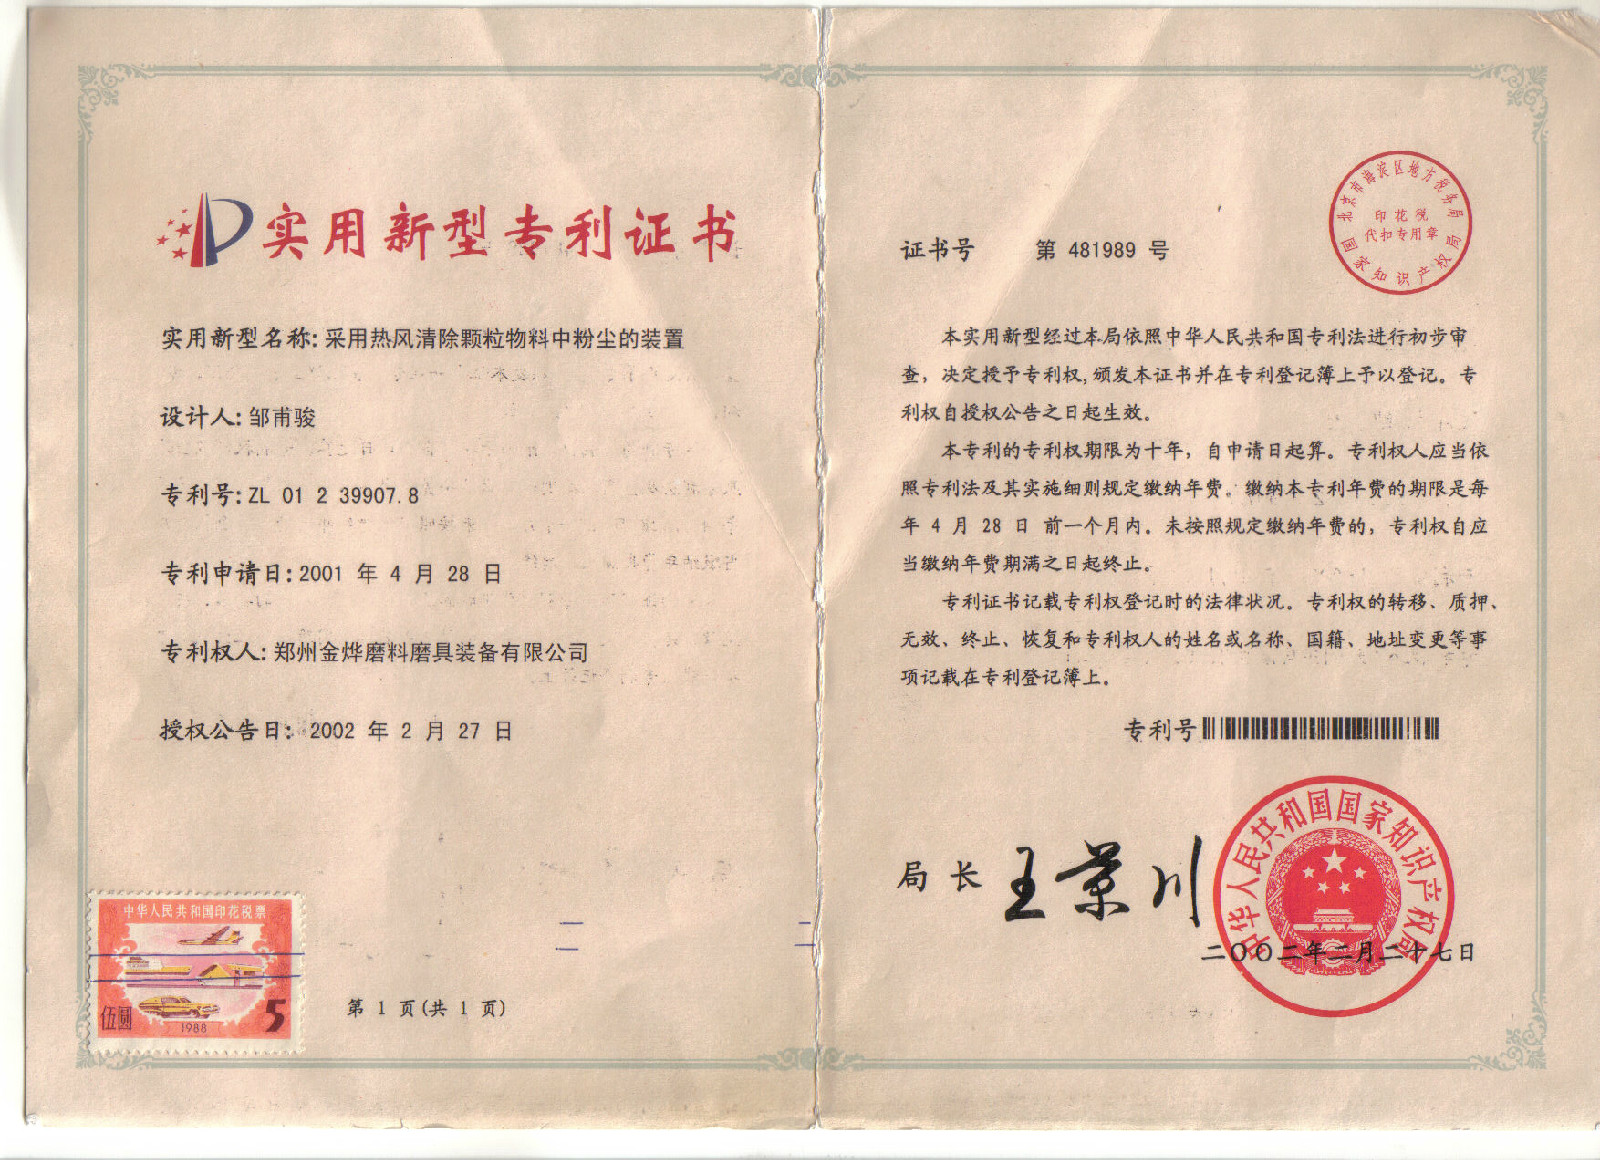 实用新型专利证书
实用新型名称:采用热风清除颗粒物料中粉尘的装置
设计人:邹甫骏
专利号:ZL 01 2 39907.8
专利申请日:2001 年 4 月 28 日
专利权人:郑州金烨磨料磨具装备有限公司
授权公告日: 2002 年 2 月 27 日
中华人民共和国印花税票
伍圆
1988
5
第 1 页(共 1 页)
证书号 第 481989 号
北京市海淀区地方税务局
印花税
代扣专用章
国家知识产权局
本实用新型经过本局依照中华人民共和国专利法进行初步审
查，决定授予专利权,颁发本证书并在专利登记簿上予以登记。专
利权自授权公告之日起生效。
本专利的专利权期限为十年，自申请日起算。专利权人应当依
照专利法及其实施细则规定缴纳年费。缴纳本专利年费的期限是每
年 4 月 28 日 前一个月内。未按照规定缴纳年费的，专利权自应
当缴纳年费期满之日起终止。
专利证书记载专利权登记时的法律状况。专利权的转移、质押、
无效、终止、恢复和专利权人的姓名或名称、国籍、地址变更等事
项记载在专利登记簿上。
专利号
局长 王景川
中华人民共和国国家知识产权局
二〇〇二年二月二十七日